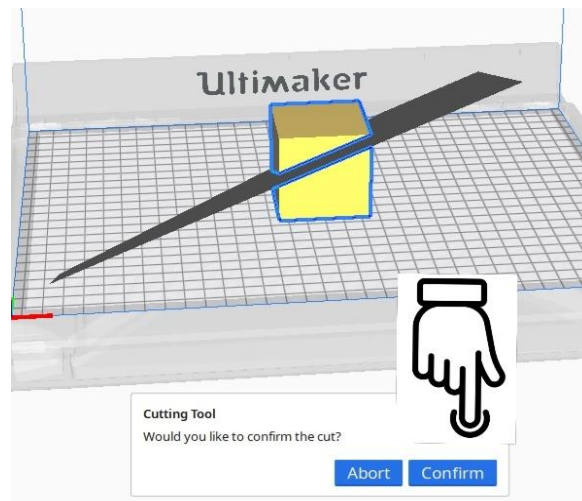 Ultimaker
Cutting Tool
Would you like to confirm the cut?
Abort Confirm